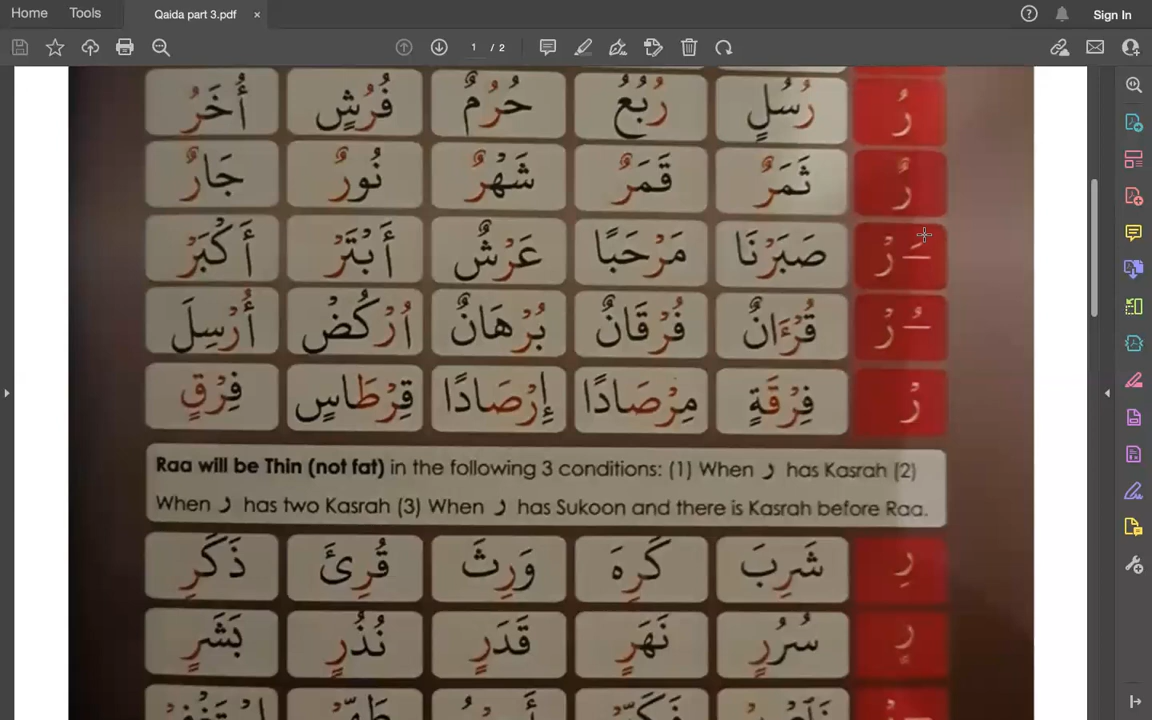 Home Tools Qaida part 3.pdf × Sign In
1 / 2
رُ رُسُلٍ رُبُعُ حُرُمٌ فُرُشٍ أُخَرُ
رٌ ثَمَرٌ قَمَرٌ شَهْرٌ نُورٌ جَارٌ
ـَ رْ صَبَرْنَا مَرْحَبًا عَرْشٌ أَبْتَرْ أَكْبَرْ
ـُ رْ قُرْءَانٌ فُرْقَانٌ بُرْهَانٌ اُرْكُضْ أُرْسِلَ
رْ فِرْقَةٍ مِرْصَادًا إِرْصَادًا قِرْطَاسٍ فِرْقٍ
Raa will be Thin (not fat) in the following 3 conditions: (1) When ر has Kasrah (2)
When ر has two Kasrah (3) When ر has Sukoon and there is Kasrah before Raa.
رِ شَرِبَ كَرِهَ وَرِثَ قُرِئَ ذَكَرِ
رٍ سُرُرٍ نَهَرٍ قَدَرٍ نُذُرٍ بَشَرٍ